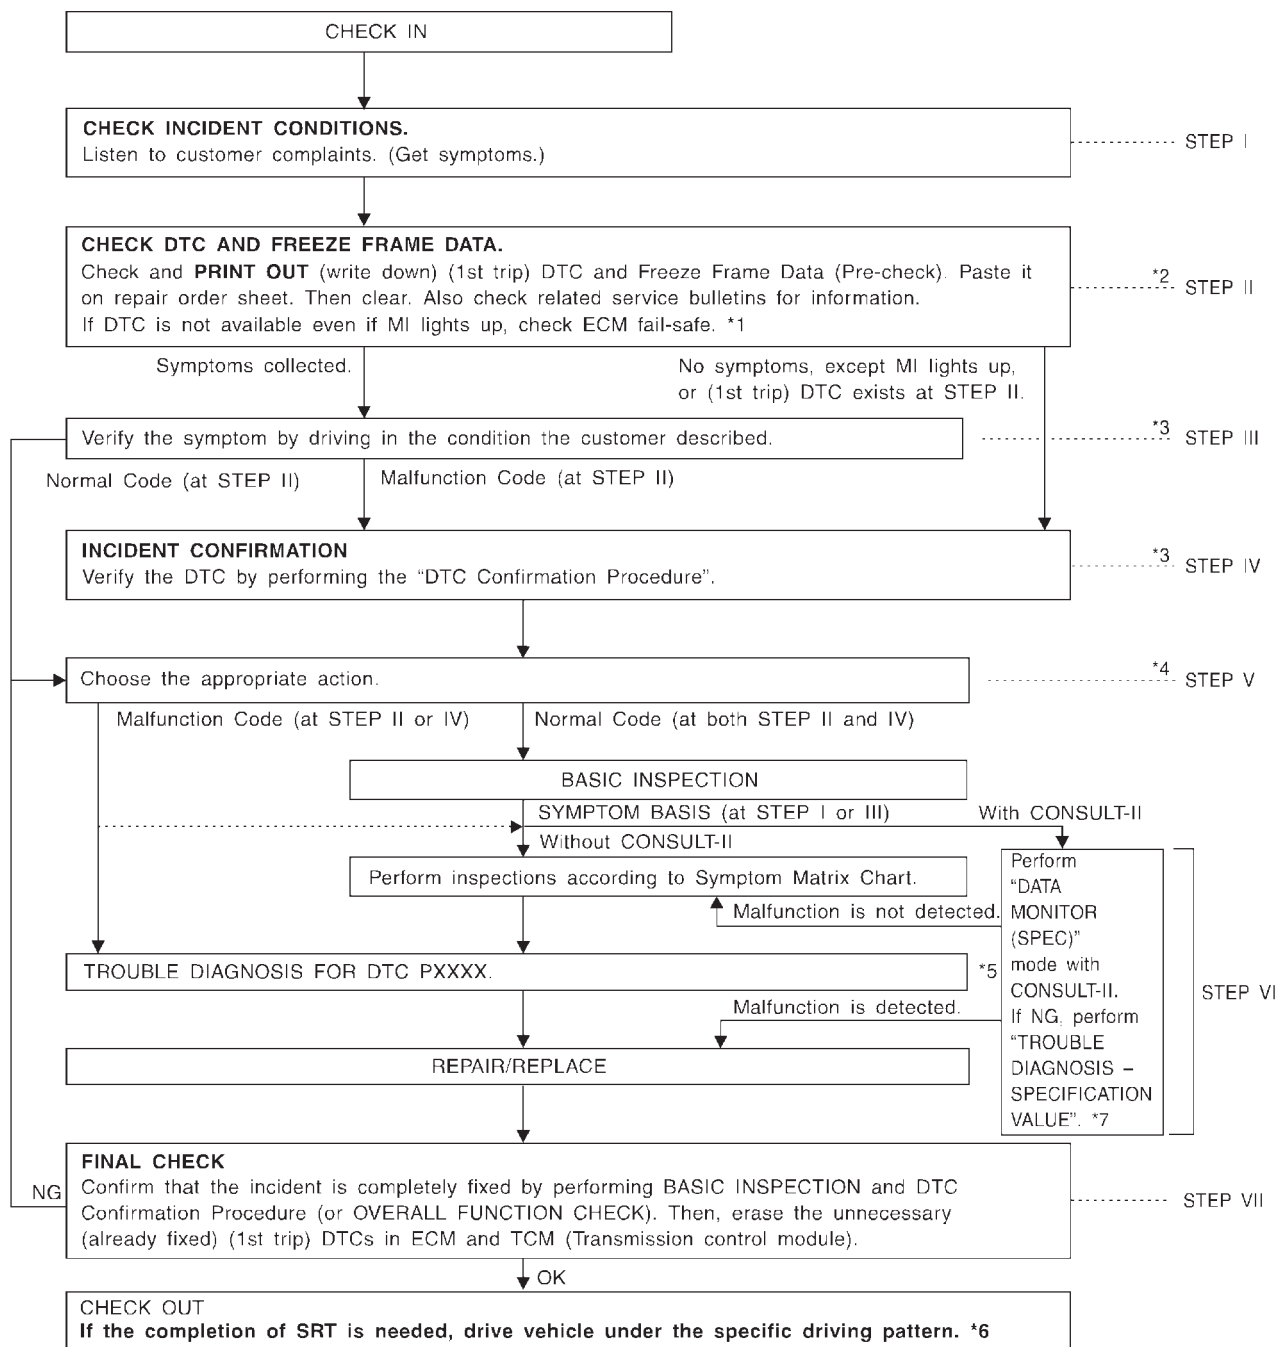 CHECK IN
CHECK INCIDENT CONDITIONS.
Listen to customer complaints. (Get symptoms.)
STEP I
CHECK DTC AND FREEZE FRAME DATA.
Check and PRINT OUT (write down) (1st trip) DTC and Freeze Frame Data (Pre-check). Paste it
on repair order sheet. Then clear. Also check related service bulletins for information.
If DTC is not available even if MI lights up, check ECM fail-safe. *1
*2
STEP II
Symptoms collected.
No symptoms, except MI lights up,
or (1st trip) DTC exists at STEP II.
Verify the symptom by driving in the condition the customer described.
*3
STEP III
Normal Code (at STEP II)
Malfunction Code (at STEP II)
INCIDENT CONFIRMATION
Verify the DTC by performing the “DTC Confirmation Procedure”.
*3
STEP IV
Choose the appropriate action.
*4
STEP V
Malfunction Code (at STEP II or IV)
Normal Code (at both STEP II and IV)
BASIC INSPECTION
SYMPTOM BASIS (at STEP I or III)
With CONSULT-II
Without CONSULT-II
Perform inspections according to Symptom Matrix Chart.
Malfunction is not detected.
Perform
“DATA
MONITOR
(SPEC)”
mode with
CONSULT-II.
If NG, perform
“TROUBLE
DIAGNOSIS –
SPECIFICATION
VALUE”. *7
STEP VI
TROUBLE DIAGNOSIS FOR DTC PXXXX.
*5
Malfunction is detected.
REPAIR/REPLACE
FINAL CHECK
Confirm that the incident is completely fixed by performing BASIC INSPECTION and DTC
Confirmation Procedure (or OVERALL FUNCTION CHECK). Then, erase the unnecessary
(already fixed) (1st trip) DTCs in ECM and TCM (Transmission control module).
NG
STEP VII
OK
CHECK OUT
If the completion of SRT is needed, drive vehicle under the specific driving pattern. *6